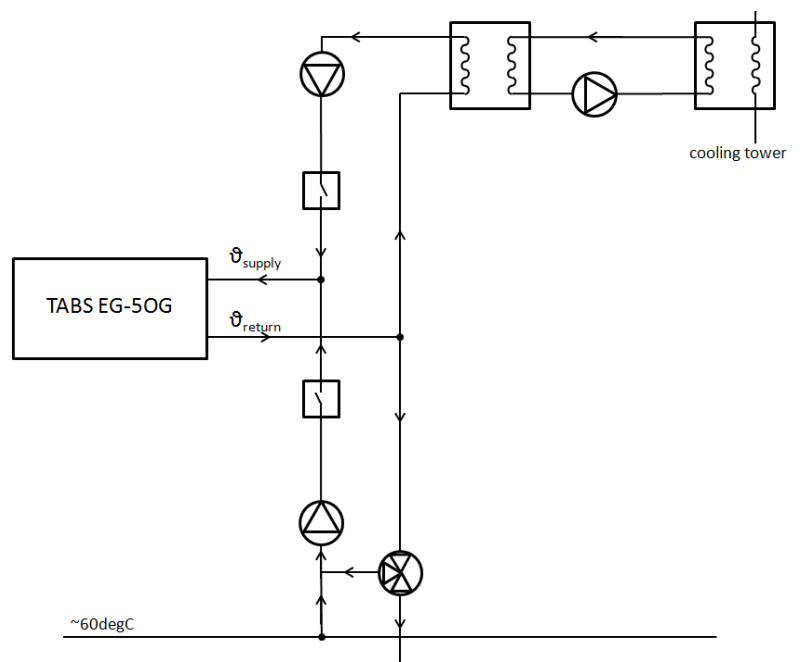 cooling tower
ϑsupply
TABS EG-5OG
ϑreturn
~60degC